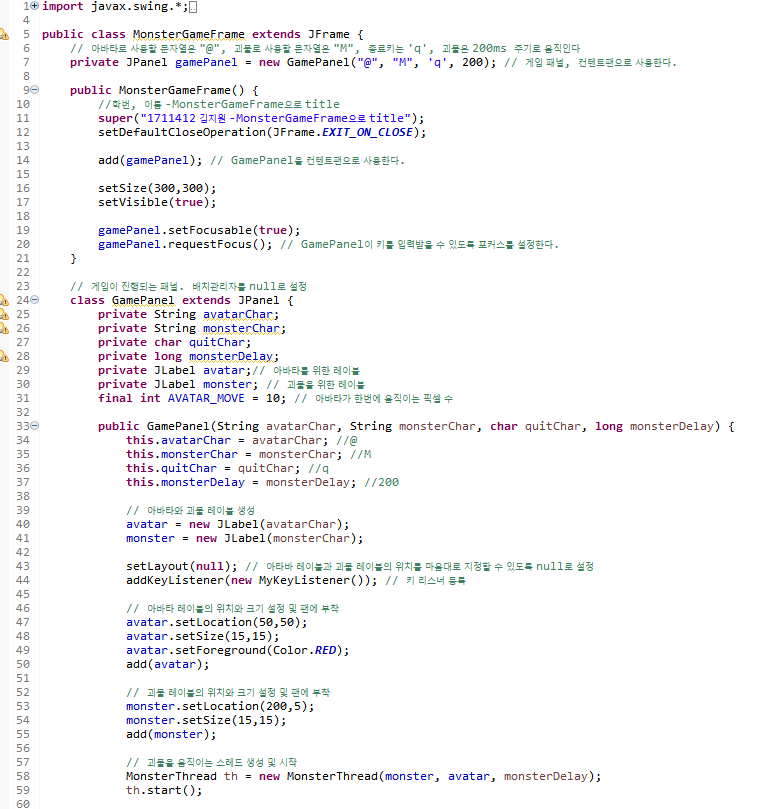 1 import javax.swing.*;
4
5 public class MonsterGameFrame extends JFrame {
6 // 아바타로 사용할 문자열은 "@", 괴물로 사용할 문자열은 "M", 종료키는 'q', 괴물은 200ms 주기로 움직인다
7 private JPanel gamePanel = new GamePanel("@", "M", 'q', 200); // 게임 패널, 컨텐트팬으로 사용한다.
8
9 public MonsterGameFrame() {
10 //학번, 이름 -MonsterGameFrame으로 title
11 super("1711412 김지원 -MonsterGameFrame으로 title");
12 setDefaultCloseOperation(JFrame.EXIT_ON_CLOSE);
13
14 add(gamePanel); // GamePanel을 컨텐트팬으로 사용한다.
15
16 setSize(300,300);
17 setVisible(true);
18
19 gamePanel.setFocusable(true);
20 gamePanel.requestFocus(); // GamePanel이 키를 입력받을 수 있도록 포커스를 설정한다.
21 }
22
23 // 게임이 진행되는 패널. 배치관리자를 null로 설정
24 class GamePanel extends JPanel {
25 private String avatarChar;
26 private String monsterChar;
27 private char quitChar;
28 private long monsterDelay;
29 private JLabel avatar;// 아바타를 위한 레이블
30 private JLabel monster; // 괴물을 위한 레이블
31 final int AVATAR_MOVE = 10; // 아바타가 한번에 움직이는 픽셀 수
32
33 public GamePanel(String avatarChar, String monsterChar, char quitChar, long monsterDelay) {
34 this.avatarChar = avatarChar; //@
35 this.monsterChar = monsterChar; //M
36 this.quitChar = quitChar; //q
37 this.monsterDelay = monsterDelay; //200
38
39 // 아바타와 괴물 레이블 생성
40 avatar = new JLabel(avatarChar);
41 monster = new JLabel(monsterChar);
42
43 setLayout(null); // 아타바 레이블과 괴물 레이블의 위치를 마음대로 지정할 수 있도록 null로 설정
44 addKeyListener(new MyKeyListener()); // 키 리스너 등록
45
46 // 아바타 레이블의 위치와 크기 설정 및 팬에 부착
47 avatar.setLocation(50,50);
48 avatar.setSize(15,15);
49 avatar.setForeground(Color.RED);
50 add(avatar);
51
52 // 괴물 레이블의 위치와 크기 설정 및 팬에 부착
53 monster.setLocation(200,5);
54 monster.setSize(15,15);
55 add(monster);
56
57 // 괴물을 움직이는 스레드 생성 및 시작
58 MonsterThread th = new MonsterThread(monster, avatar, monsterDelay);
59 th.start();
60